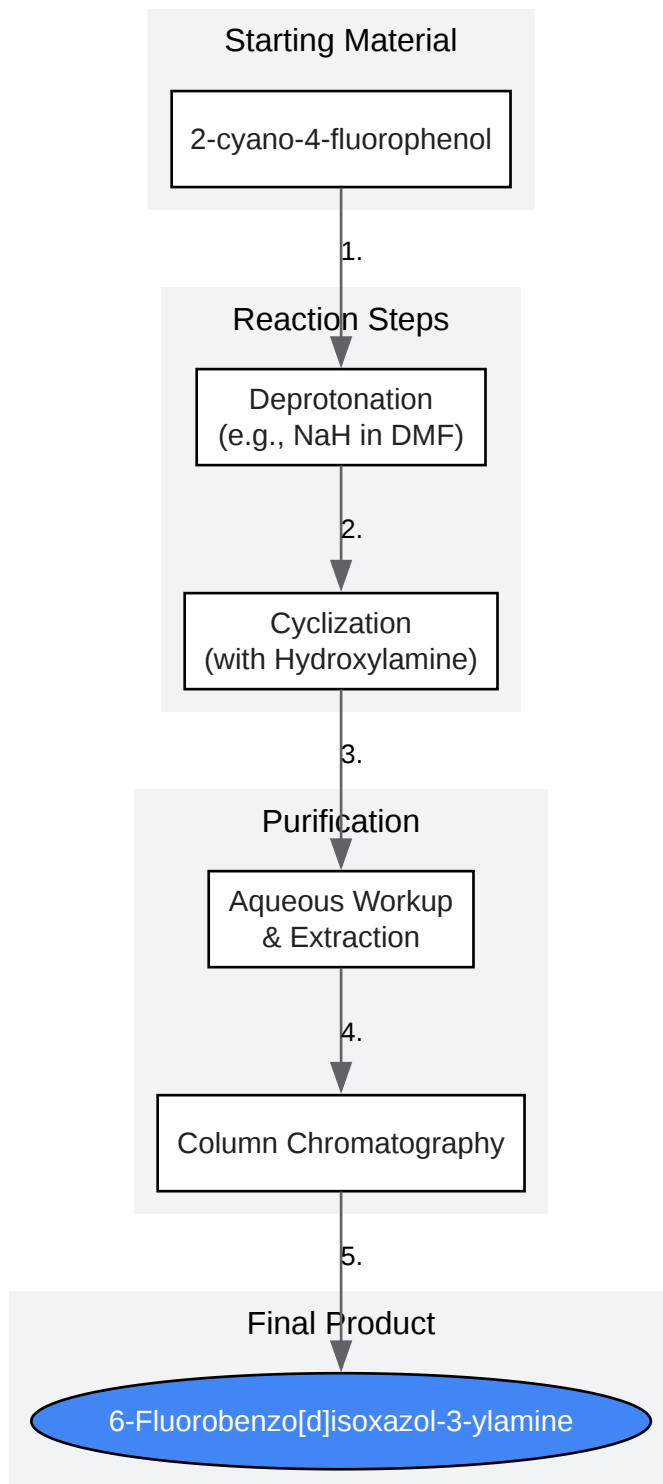 Starting Material
2-cyano-4-fluorophenol
1.
Reaction Steps
Deprotonation
(e.g., NaH in DMF)
2.
Cyclization
(with Hydroxylamine)
3.
Purification
Aqueous Workup
& Extraction
4.
Column Chromatography
5.
Final Product
6-Fluorobenzo[d]isoxazol-3-ylamine